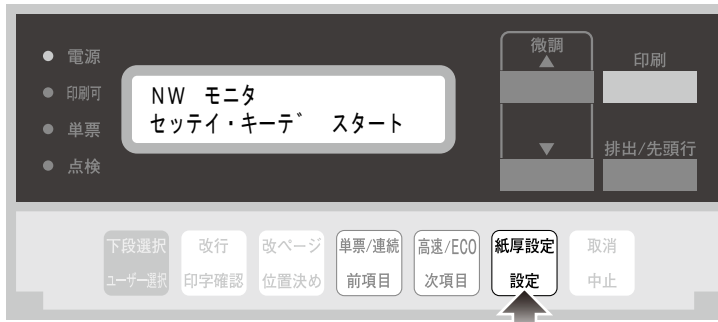 電源
印刷可
単票
点検
NW モニタ
セッテイ・キーデ゛ スタート
微調
▲
▼
印刷
排出/先頭行
下段選択
ユーザー選択
改行
印字確認
改ページ
位置決め
単票/連続
前項目
高速/ECO
次項目
紙厚設定
設定
取消
中止